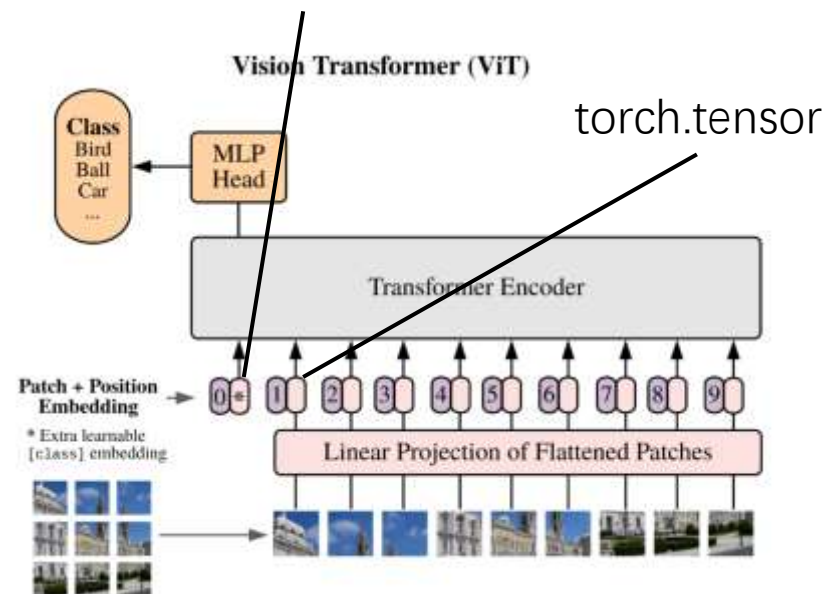 Vision Transformer (ViT)
torch.tensor
Class
Bird
Ball
Car
...
MLP
Head
Transformer Encoder
Patch + Position
Embedding
0 * 1 2 3 4 5 6 7 8 9
* Extra learnable
[class] embedding
Linear Projection of Flattened Patches